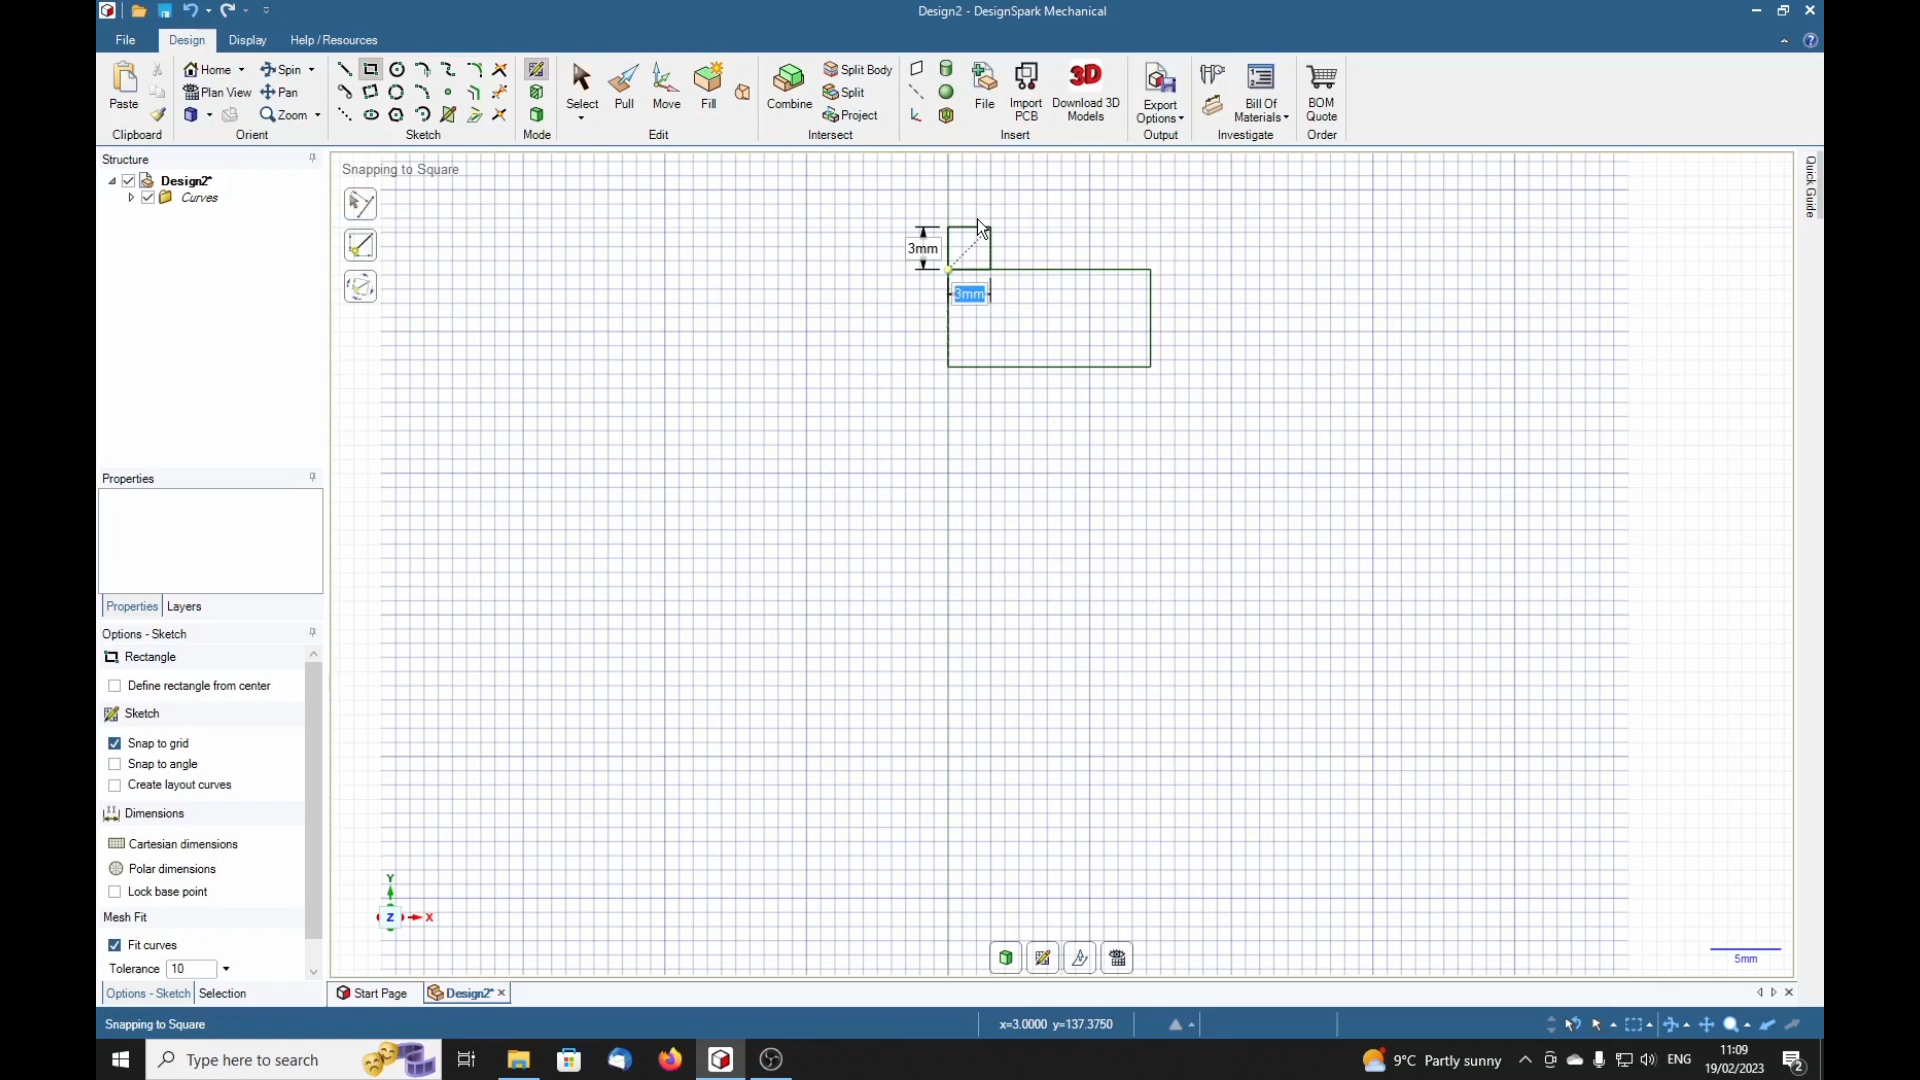 Design2 - DesignSpark Mechanical
File Design Display Help / Resources
Paste
Home Spin
Plan View Pan
Zoom
Select Pull Move Fill
Combine
Split Body
Split
Project
File Import PCB Download 3D Models
3D
Export Options
Bill Of Materials
BOM Quote
Clipboard Orient Sketch Mode Edit Intersect Insert Output Investigate Order
Structure
Design2*
Curves
Snapping to Square
Quick Guide
3mm
3mm
Properties
Properties Layers
Options - Sketch
Rectangle
Define rectangle from center
Sketch
Snap to grid
Snap to angle
Create layout curves
Dimensions
Cartesian dimensions
Polar dimensions
Lock base point
Mesh Fit
Fit curves
Tolerance 10
Y
Z X
5mm
Options - Sketch Selection
Start Page Design2*
Snapping to Square x=3.0000 y=137.3750
Type here to search
9°C Partly sunny ENG
11:09
19/02/2023
2